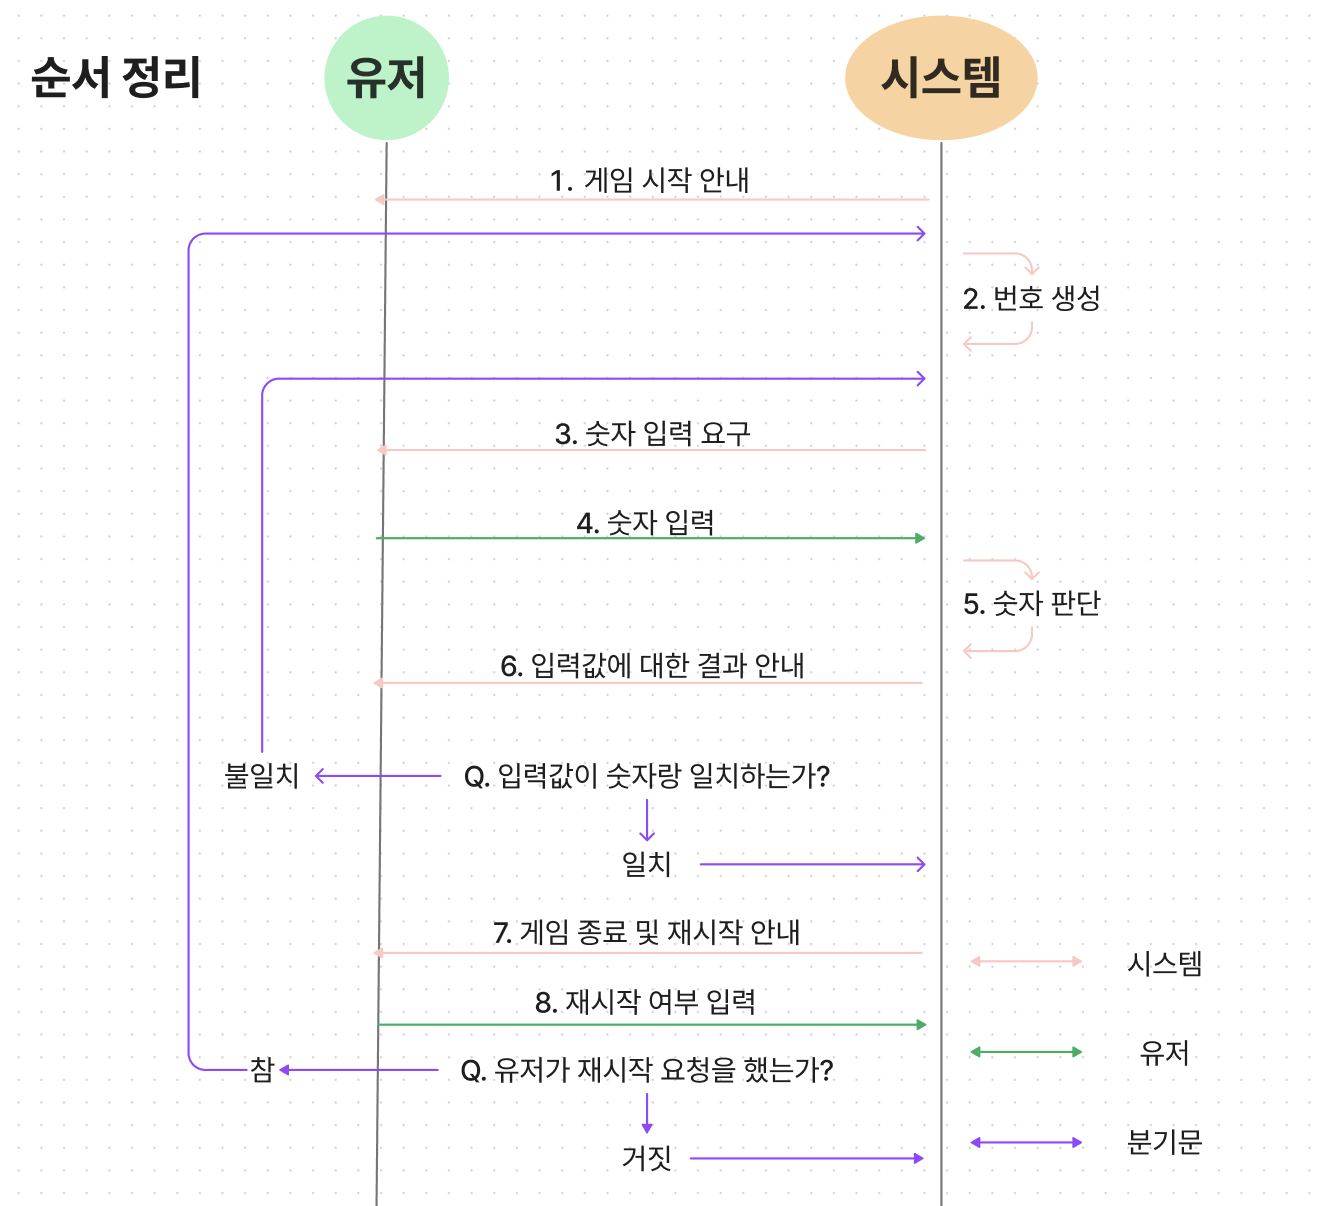 순서 정리
유저
시스템
1. 게임 시작 안내
2. 번호 생성
3. 숫자 입력 요구
4. 숫자 입력
5. 숫자 판단
6. 입력값에 대한 결과 안내
불일치
Q. 입력값이 숫자랑 일치하는가?
일치
7. 게임 종료 및 재시작 안내
시스템
8. 재시작 여부 입력
유저
참
Q. 유저가 재시작 요청을 했는가?
분기문
거짓